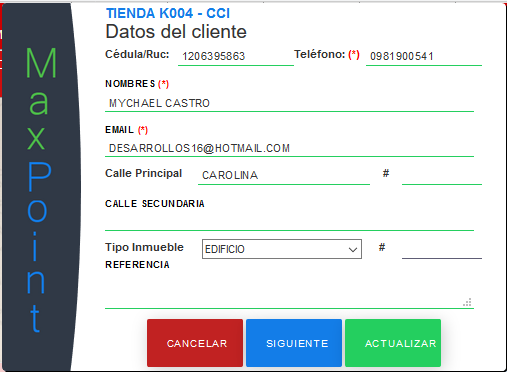 MaxPoint
TIENDA K004 - CCI
Datos del cliente
Cédula/Ruc: 1206395863 Teléfono: (*) 0981900541
NOMBRES (*)
MYCHAEL CASTRO
EMAIL (*)
DESARROLLOS16@HOTMAIL.COM
Calle Principal CAROLINA #
CALLE SECUNDARIA
Tipo Inmueble EDIFICIO #
REFERENCIA
CANCELAR SIGUIENTE ACTUALIZAR